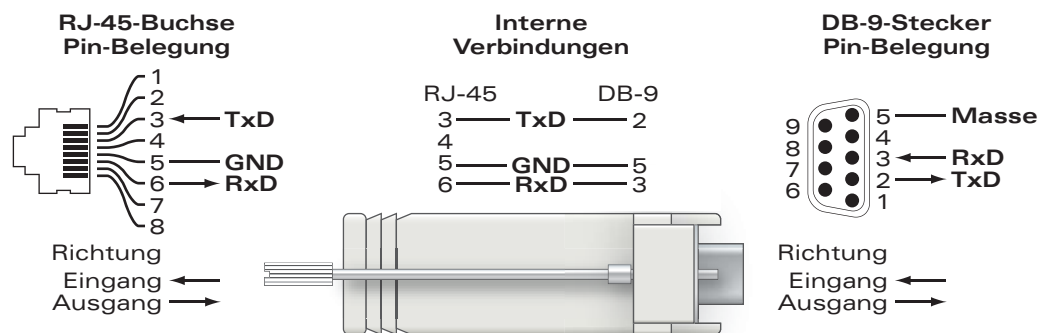 RJ-45-Buchse
Pin-Belegung
1
2
3 TxD
4
5 GND
6 RxD
7
8
Richtung
Eingang
Ausgang
Interne
Verbindungen
RJ-45 DB-9
3 TxD 2
4
5 GND 5
6 RxD 3
DB-9-Stecker
Pin-Belegung
9
8
7
6
5 Masse
4
3 RxD
2 TxD
1
Richtung
Eingang
Ausgang